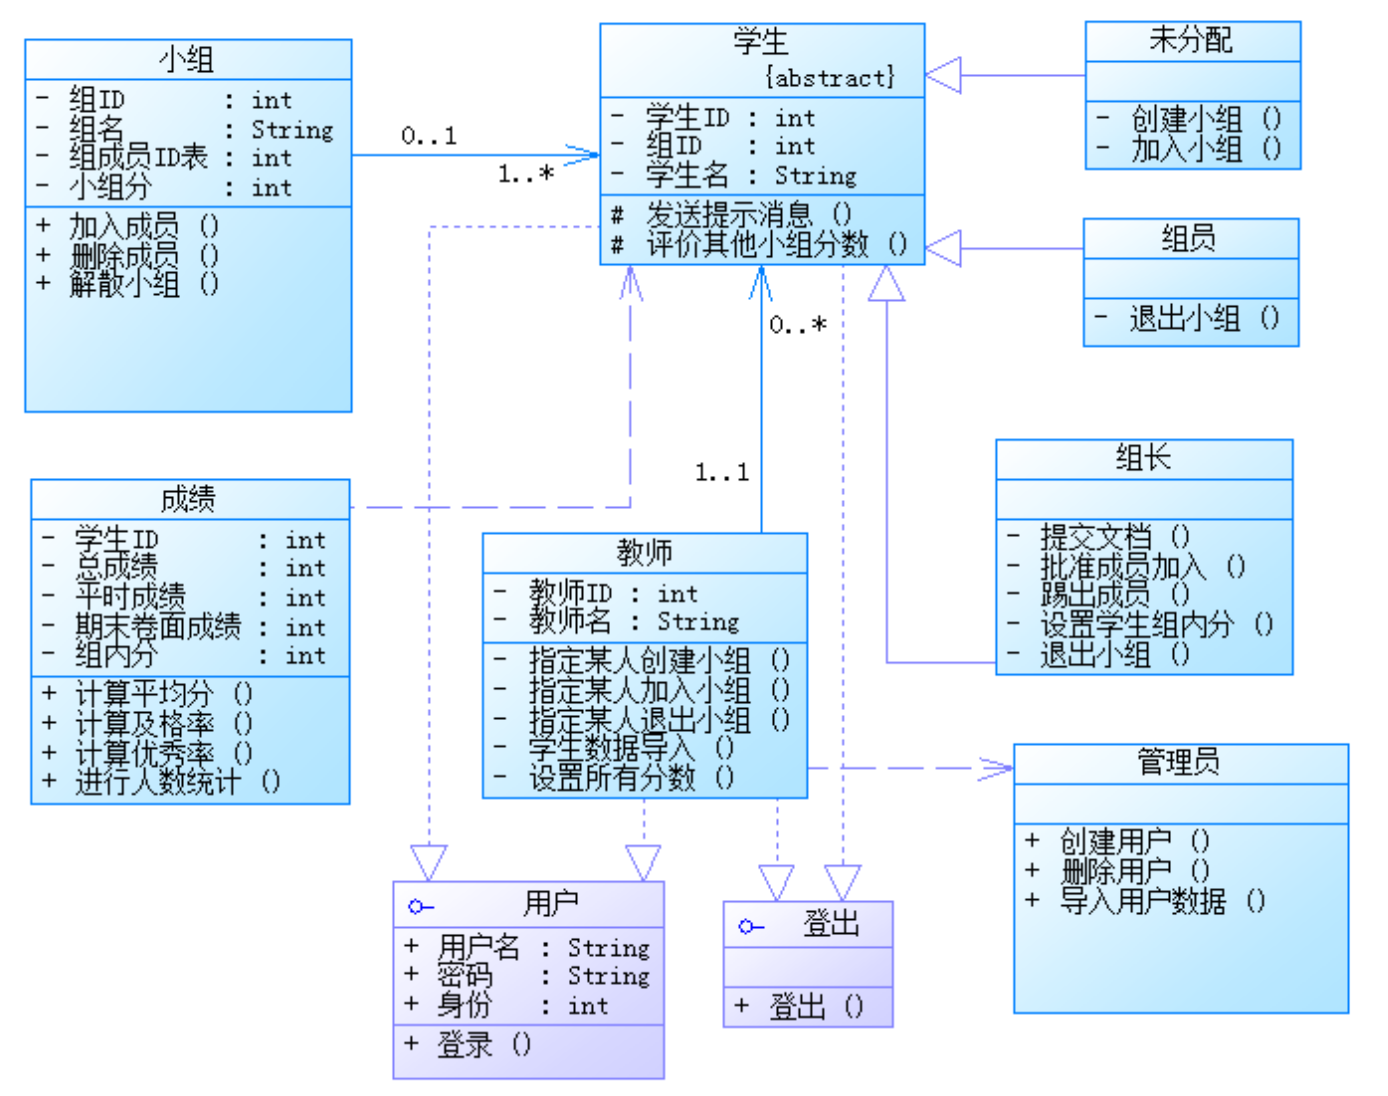 小组
- 组ID : int
- 组名 : String
- 组成员ID表 : int
- 小组分 : int
+ 加入成员 ()
+ 删除成员 ()
+ 解散小组 ()
0..1
1..*
学生
{abstract}
- 学生ID : int
- 组ID : int
- 学生名 : String
# 发送提示消息 ()
# 评价其他小组分数 ()
未分配
- 创建小组 ()
- 加入小组 ()
组员
- 退出小组 ()
0..*
1..1
组长
- 提交文档 ()
- 批准成员加入 ()
- 踢出成员 ()
- 设置学生组内分 ()
- 退出小组 ()
成绩
- 学生ID : int
- 总成绩 : int
- 平时成绩 : int
- 期末卷面成绩 : int
- 组内分 : int
+ 计算平均分 ()
+ 计算及格率 ()
+ 计算优秀率 ()
+ 进行人数统计 ()
教师
- 教师ID : int
- 教师名 : String
- 指定某人创建小组 ()
- 指定某人加入小组 ()
- 指定某人退出小组 ()
- 学生数据导入 ()
- 设置所有分数 ()
管理员
+ 创建用户 ()
+ 删除用户 ()
+ 导入用户数据 ()
用户
+ 用户名 : String
+ 密码 : String
+ 身份 : int
+ 登录 ()
登出
+ 登出 ()